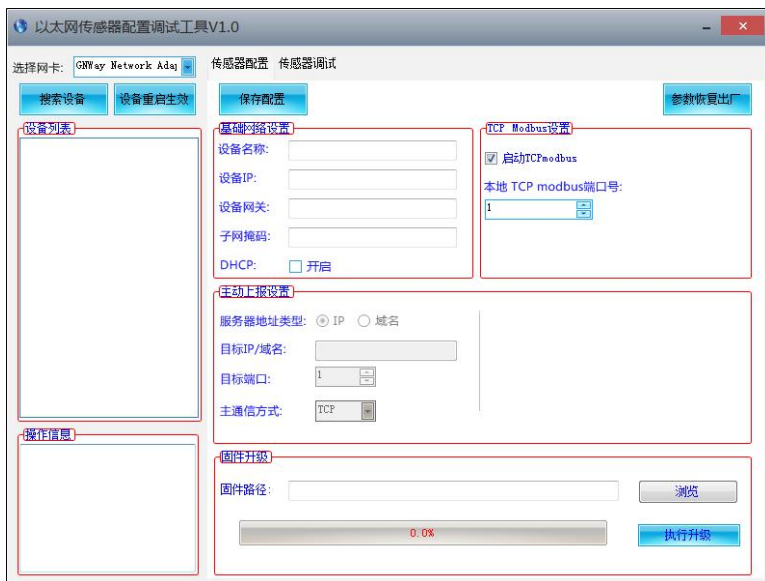 以太网传感器配置调试工具V1.0
选择网卡: GNWay Network Adaj
传感器配置 传感器调试
搜索设备 设备重启生效
保存配置 参数恢复出厂
设备列表
基础网络设置
设备名称:
设备IP:
设备网关:
子网掩码:
DHCP: 开启
TCP Modbus设置
启动TCPmodbus
本地 TCP modbus端口号:
1
主动上报设置
服务器地址类型: IP 域名
目标IP/域名:
目标端口: 1
主通信方式: TCP
操作信息
固件升级
固件路径: 浏览
0.0% 执行升级